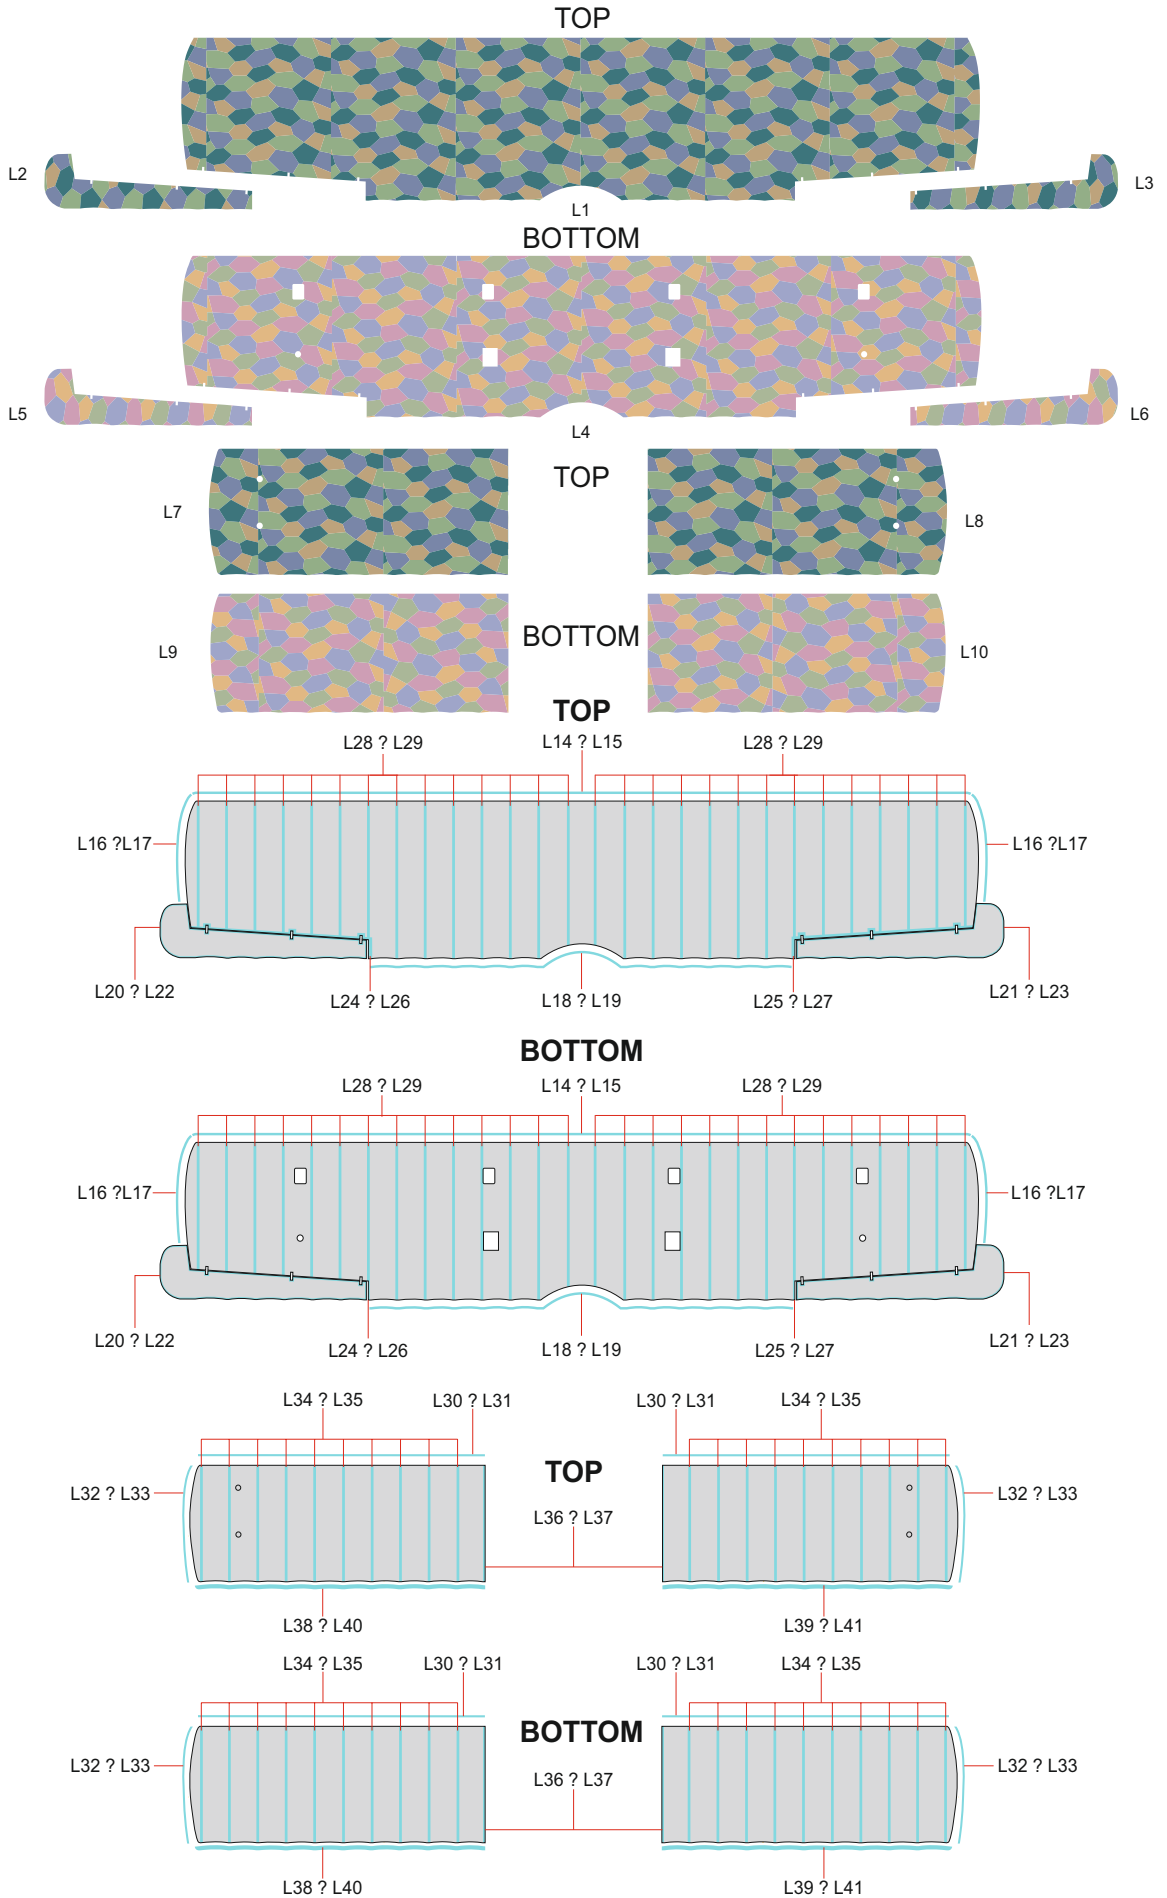 TOP
L2
L3
L1
BOTTOM
L5
L6
L4
L7
TOP
L8
L9
BOTTOM
L10
TOP
L28 ? L29 L14 ? L15 L28 ? L29
L16 ?L17 L16 ?L17
L20 ? L22 L24 ? L26 L18 ? L19 L25 ? L27 L21 ? L23
BOTTOM
L28 ? L29 L14 ? L15 L28 ? L29
L16 ?L17 L16 ?L17
L20 ? L22 L24 ? L26 L18 ? L19 L25 ? L27 L21 ? L23
L34 ? L35 L30 ? L31 L30 ? L31 L34 ? L35
TOP
L32 ? L33 L32 ? L33
L36 ? L37
L38 ? L40 L39 ? L41
L34 ? L35 L30 ? L31 L30 ? L31 L34 ? L35
BOTTOM
L32 ? L33 L32 ? L33
L36 ? L37
L38 ? L40 L39 ? L41